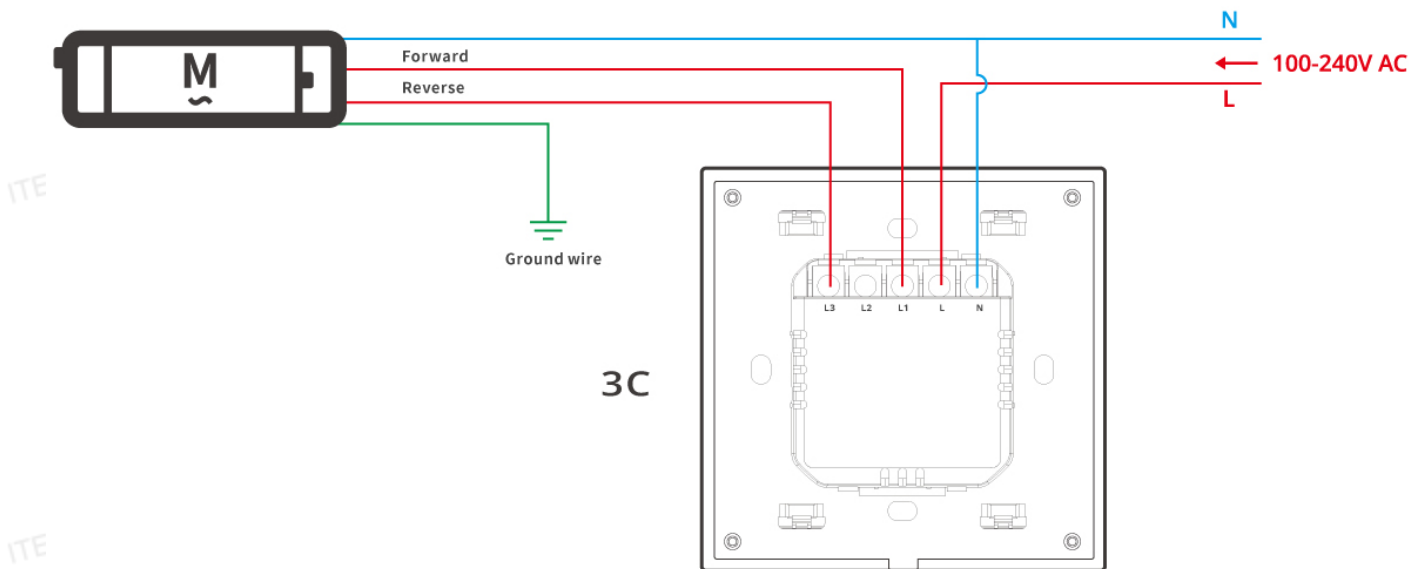 N
Forward
M
100-240V AC
Reverse
L
ITE
Ground wire
L3 L2 L1 L N
3C
ITE